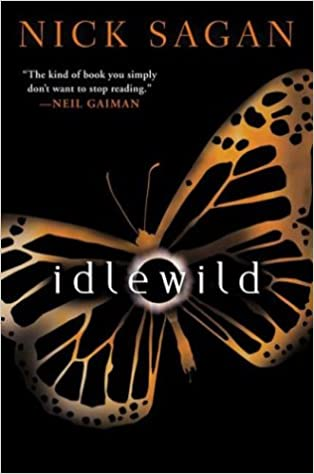 NICK SAGAN
"The kind of book you simply
don't want to stop reading."
—NEIL GAIMAN
idlewild